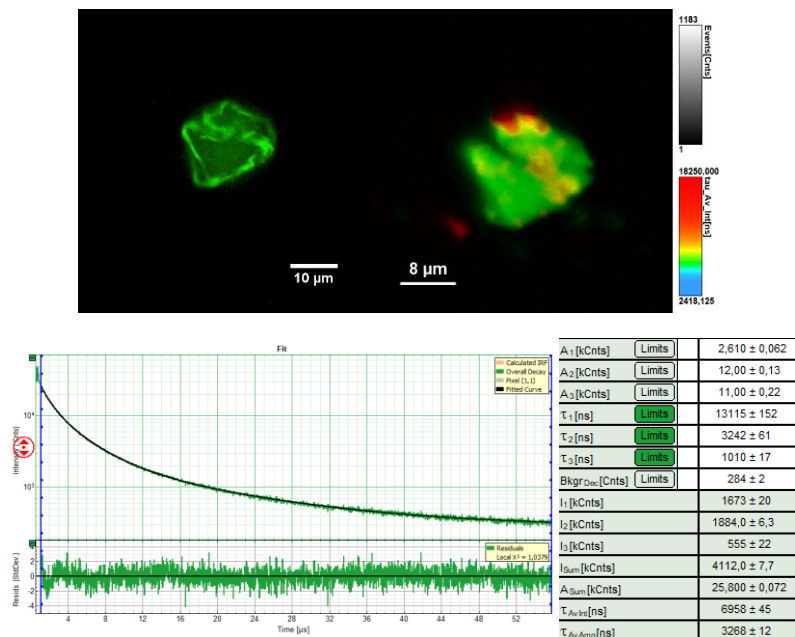 1183
Events[Cnts]
1
18250,000
tau_Av_Int[ns]
2418,125
10 μm
8 μm
Fit
Calculated IRF
Overall Decay
Pixel (1,1)
Fitted Curve
Intensity [Cnts]
10⁴
10³
Residuals
Local X² = 1,0379
Resids. [StdDev.]
4
2
0
-2
-4
4 8 12 16 20 24 28 32 36 40 44 48 52
Time [μs]
A₁[kCnts] Limits 2,610 ± 0,062
A₂[kCnts] Limits 12,00 ± 0,13
A₃[kCnts] Limits 11,00 ± 0,22
τ₁[ns] Limits 13115 ± 152
τ₂[ns] Limits 3242 ± 61
τ₃[ns] Limits 1010 ± 17
Bkgr Dec[Cnts] Limits 284 ± 2
I₁[kCnts] 1673 ± 20
I₂[kCnts] 1884,0 ± 6,3
I₃[kCnts] 555 ± 22
I Sum[kCnts] 4112,0 ± 7,7
A Sum[kCnts] 25,800 ± 0,072
τ Av Int[ns] 6958 ± 45
τ Av Amp[ns] 3268 ± 12